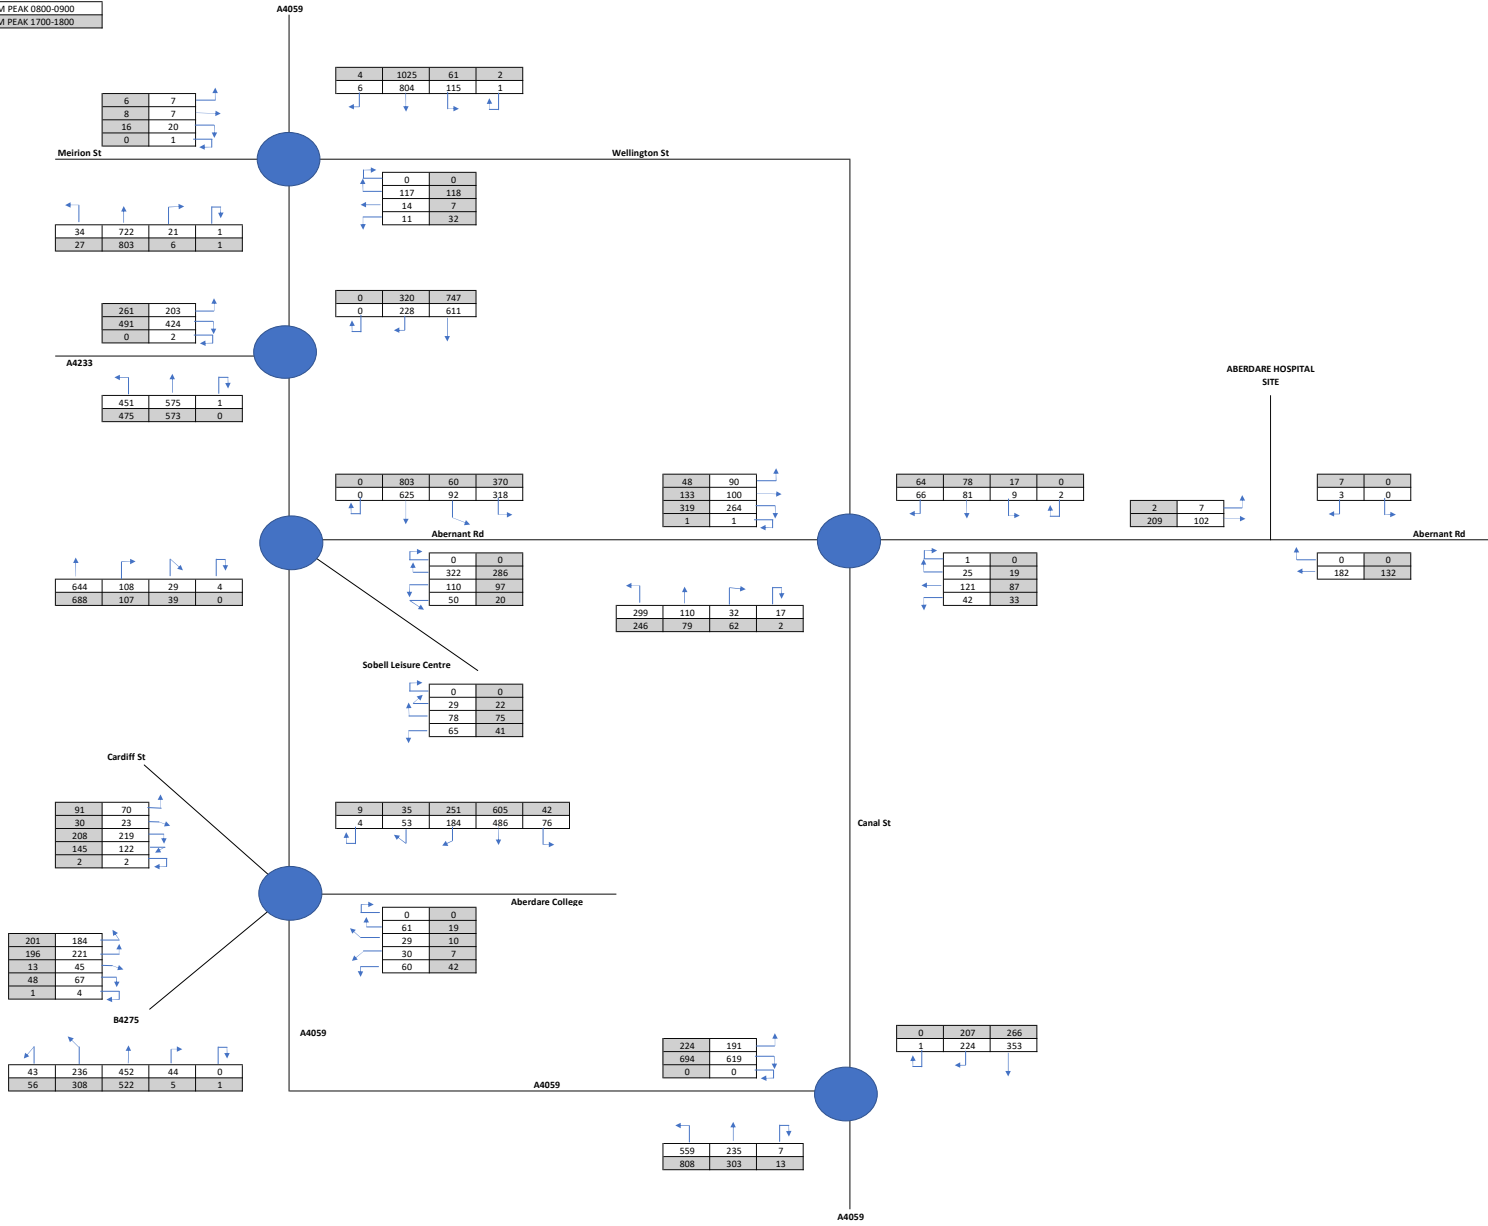 M PEAK 0800-0900
M PEAK 1700-1800
A4059
4 1025 61 2
6 804 115 1
6 7
8 7
16 20
0 1
Meirion St
Wellington St
0 0
117 118
14 7
11 32
34 722 21 1
27 803 6 1
0 320 747
0 228 611
261 203
491 424
0 2
A4233
451 575 1
475 573 0
ABERDARE HOSPITAL
SITE
0 803 60 370
0 625 92 318
48 90
133 100
319 264
1 1
64 78 17 0
66 81 9 2
2 7
209 102
7 0
3 0
Abernant Rd
Abernant Rd
0 0
322 286
110 97
50 20
1 0
25 19
121 87
42 33
0 0
182 132
644 108 29 4
688 107 39 0
299 110 32 17
246 79 62 2
Sobell Leisure Centre
0 0
29 22
78 75
65 41
Cardiff St
91 70
30 23
208 219
145 122
2 2
9 35 251 605 42
4 53 184 486 76
Canal St
Aberdare College
0 0
61 19
29 10
30 7
60 42
201 184
196 221
13 45
48 67
1 4
B4275
A4059
43 236 452 44 0
56 308 522 5 1
224 191
694 619
0 0
0 207 266
1 224 353
A4059
559 235 7
808 303 13
A4059